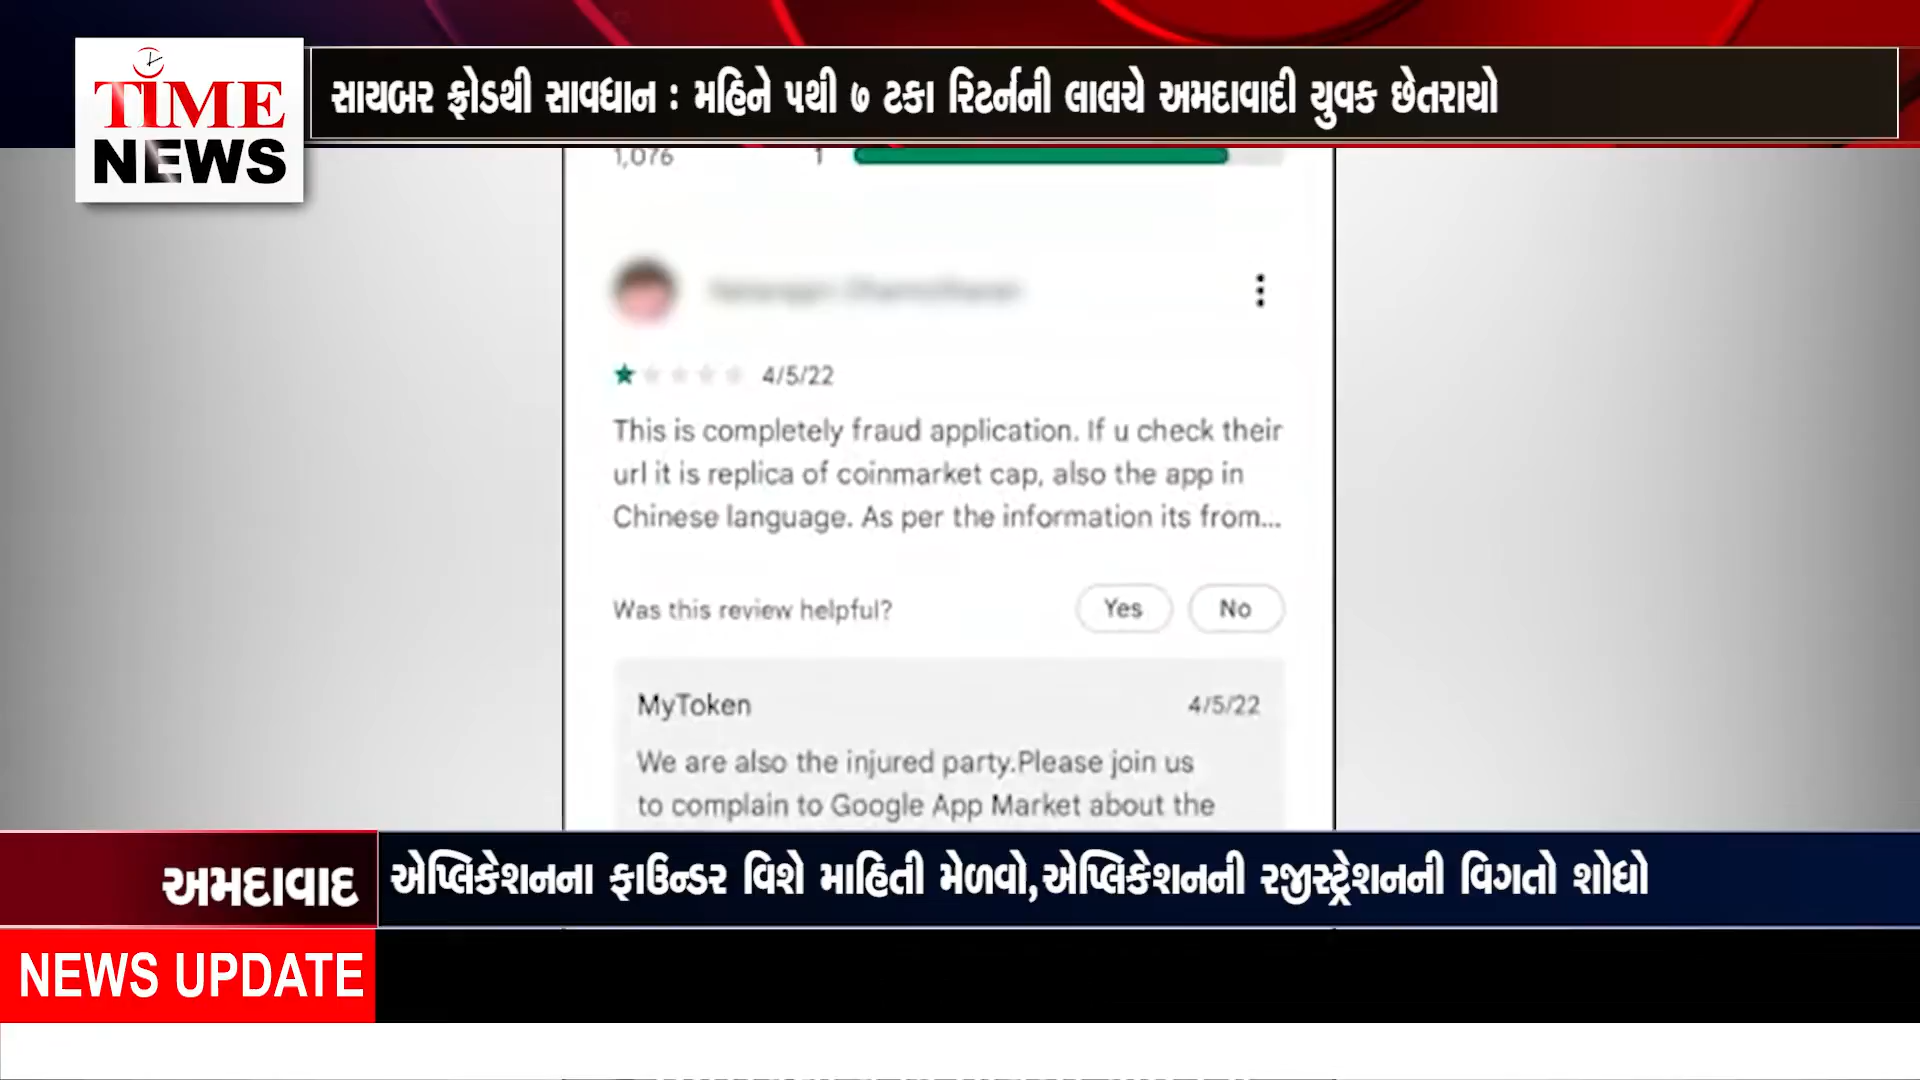 TIME
NEWS
સાયબર ફ્રોડથી સાવધાન : મહિને ૫થી ૭ ટકા રિટર્નની લાલચે અમદાવાદી યુવક છેતરાયો
1,076 1
4/5/22
This is completely fraud application. If u check their
url it is replica of coinmarket cap, also the app in
Chinese language. As per the information its from...
Was this review helpful? Yes No
MyToken 4/5/22
We are also the injured party.Please join us
to complain to Google App Market about the
અમદાવાદ
એપ્લિકેશનના ફાઉન્ડર વિશે માહિતી મેળવો,એપ્લિકેશનની રજીસ્ટ્રેશનની વિગતો શોધો
NEWS UPDATE